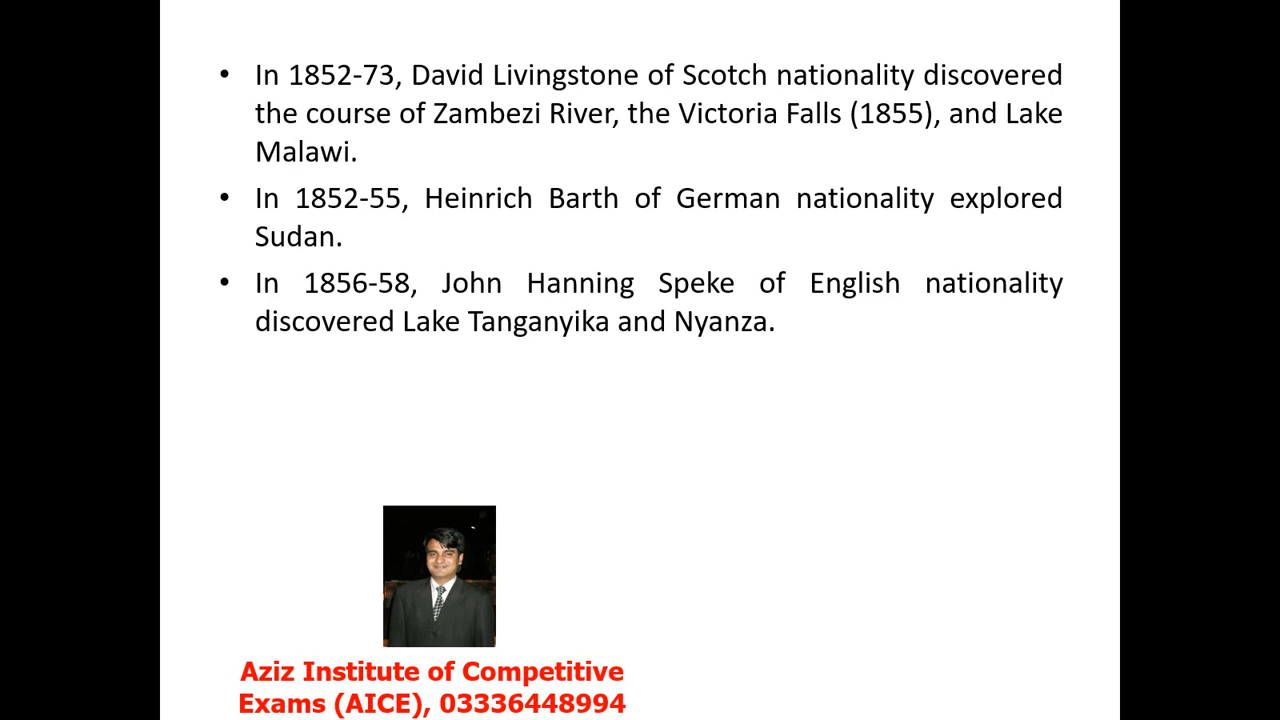 • In 1852-73, David Livingstone of Scotch nationality discovered
the course of Zambezi River, the Victoria Falls (1855), and Lake
Malawi.
• In 1852-55, Heinrich Barth of German nationality explored
Sudan.
• In 1856-58, John Hanning Speke of English nationality
discovered Lake Tanganyika and Nyanza.
Aziz Institute of Competitive
Exams (AICE), 03336448994